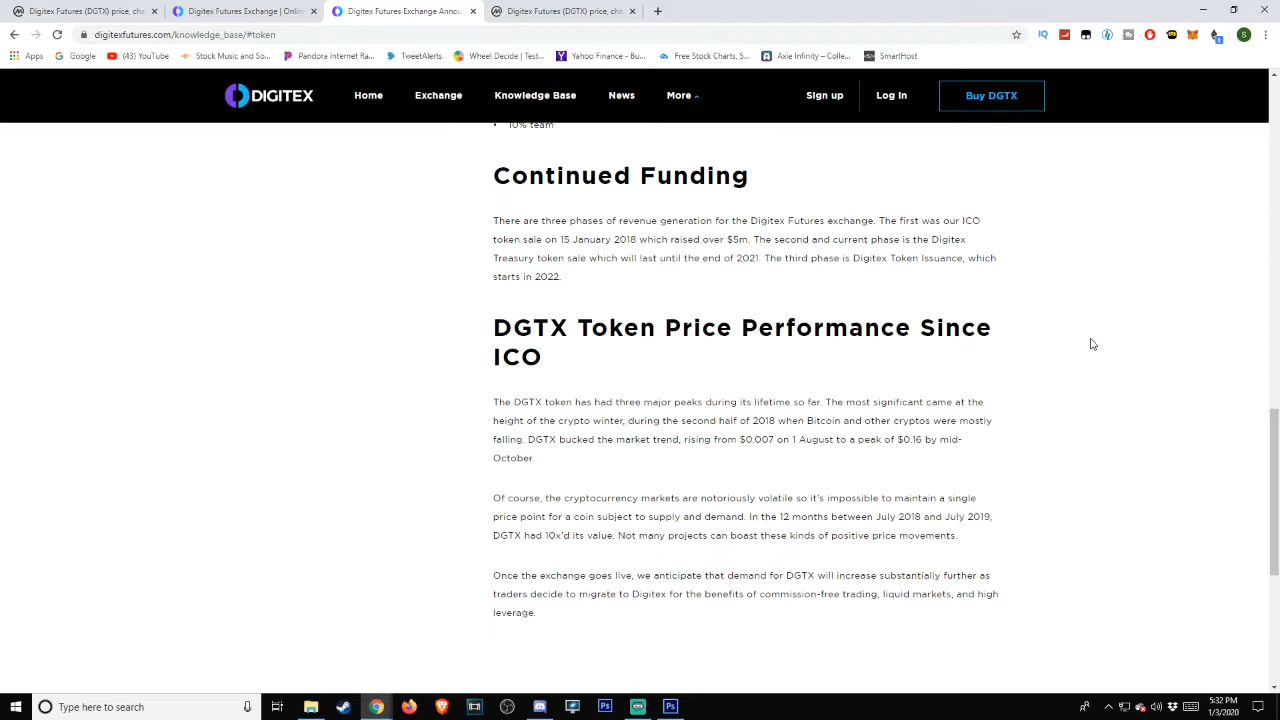 Digitex Futures (DGTX) price, cha
Digitex Futures Exchange | Onlin
Digitex Futures Exchange Annou
Digitex Futures (DGTX) price, cha
digitexfutures.com/knowledge_base/#token
Apps
Google
(43) YouTube
Stock Music and So...
Pandora Internet Ra...
TweetAlerts
Wheel Decide | Test...
Yahoo Finance - Bu...
Free Stock Charts, S...
Axie Infinity – Colle...
SmartHost
DIGITEX
Home
Exchange
Knowledge Base
News
More
Sign up
Log In
Buy DGTX
• 10% team
Continued Funding
There are three phases of revenue generation for the Digitex Futures exchange. The first was our ICO
token sale on 15 January 2018 which raised over $5m. The second and current phase is the Digitex
Treasury token sale which will last until the end of 2021. The third phase is Digitex Token Issuance, which
starts in 2022.
DGTX Token Price Performance Since
ICO
The DGTX token has had three major peaks during its lifetime so far. The most significant came at the
height of the crypto winter, during the second half of 2018 when Bitcoin and other cryptos were mostly
falling. DGTX bucked the market trend, rising from $0.007 on 1 August to a peak of $0.16 by mid-
October.
Of course, the cryptocurrency markets are notoriously volatile so it's impossible to maintain a single
price point for a coin subject to supply and demand. In the 12 months between July 2018 and July 2019,
DGTX had 10x'd its value. Not many projects can boast these kinds of positive price movements.
Once the exchange goes live, we anticipate that demand for DGTX will increase substantially further as
traders decide to migrate to Digitex for the benefits of commission-free trading, liquid markets, and high
leverage.
Type here to search
Ps
Ps
5:32 PM
1/3/2020